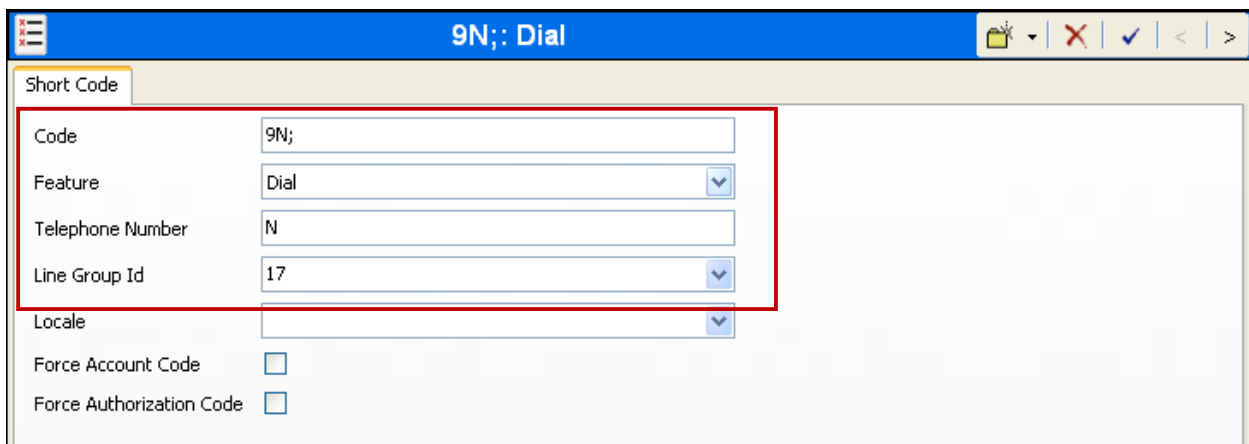 9N;: Dial
< >
Short Code
Code 9N;
Feature Dial
Telephone Number N
Line Group Id 17
Locale
Force Account Code
Force Authorization Code